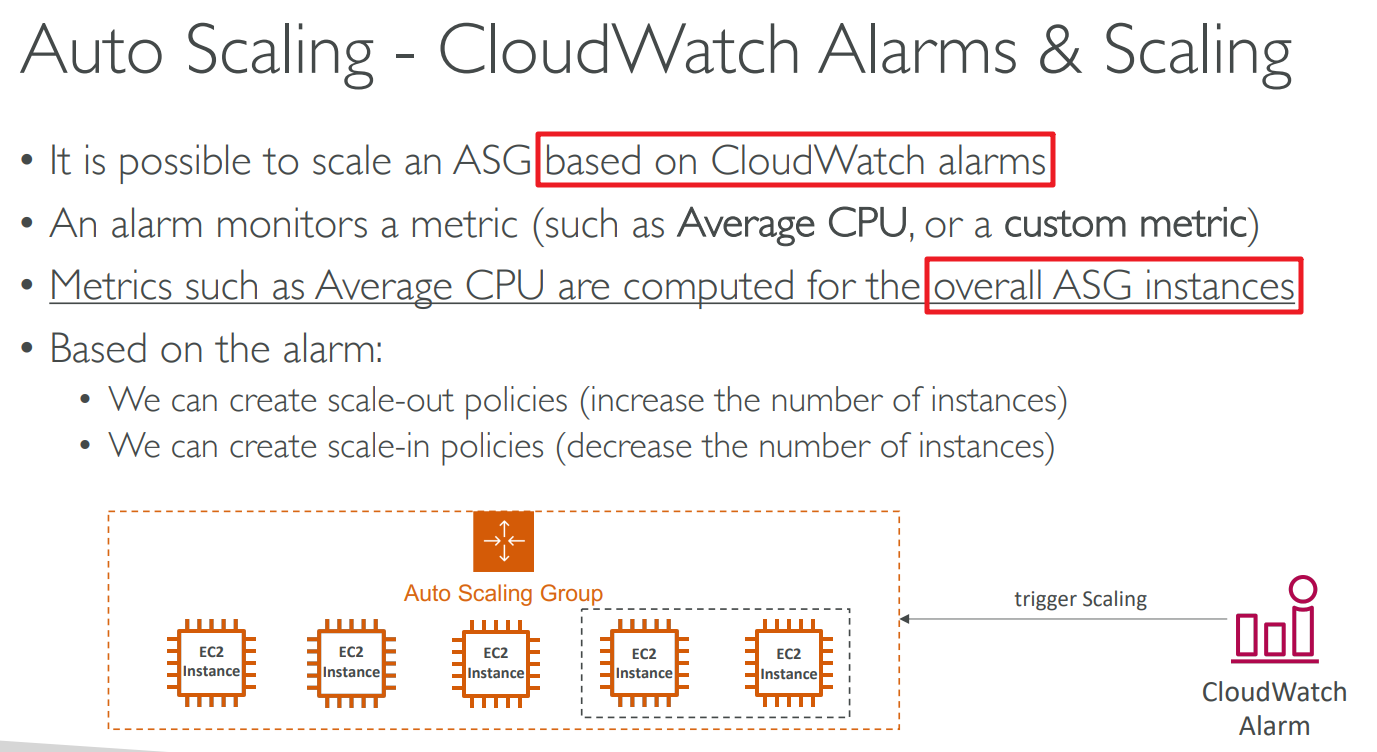 Auto Scaling - CloudWatch Alarms & Scaling
• It is possible to scale an ASG based on CloudWatch alarms
• An alarm monitors a metric (such as Average CPU, or a custom metric)
• Metrics such as Average CPU are computed for the overall ASG instances
• Based on the alarm:
• We can create scale-out policies (increase the number of instances)
• We can create scale-in policies (decrease the number of instances)
Auto Scaling Group
trigger Scaling
EC2
Instance
EC2
Instance
EC2
Instance
EC2
Instance
EC2
Instance
CloudWatch
Alarm